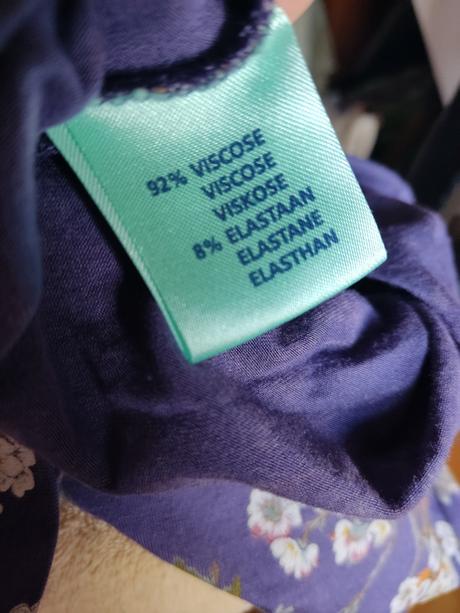 92% VISCOSE
VISCOSE
VISKOSE
8% ELASTAAN
ELASTANE
ELASTHAN